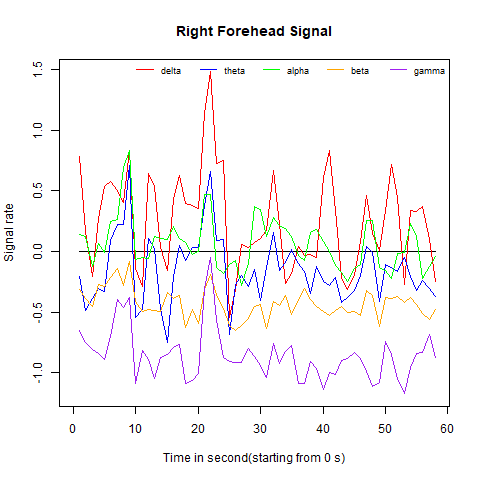 Right Forehead Signal
delta theta alpha beta gamma
Signal rate
1.5
1.0
0.5
0.0
-0.5
-1.0
0 10 20 30 40 50 60
Time in second(starting from 0 s)